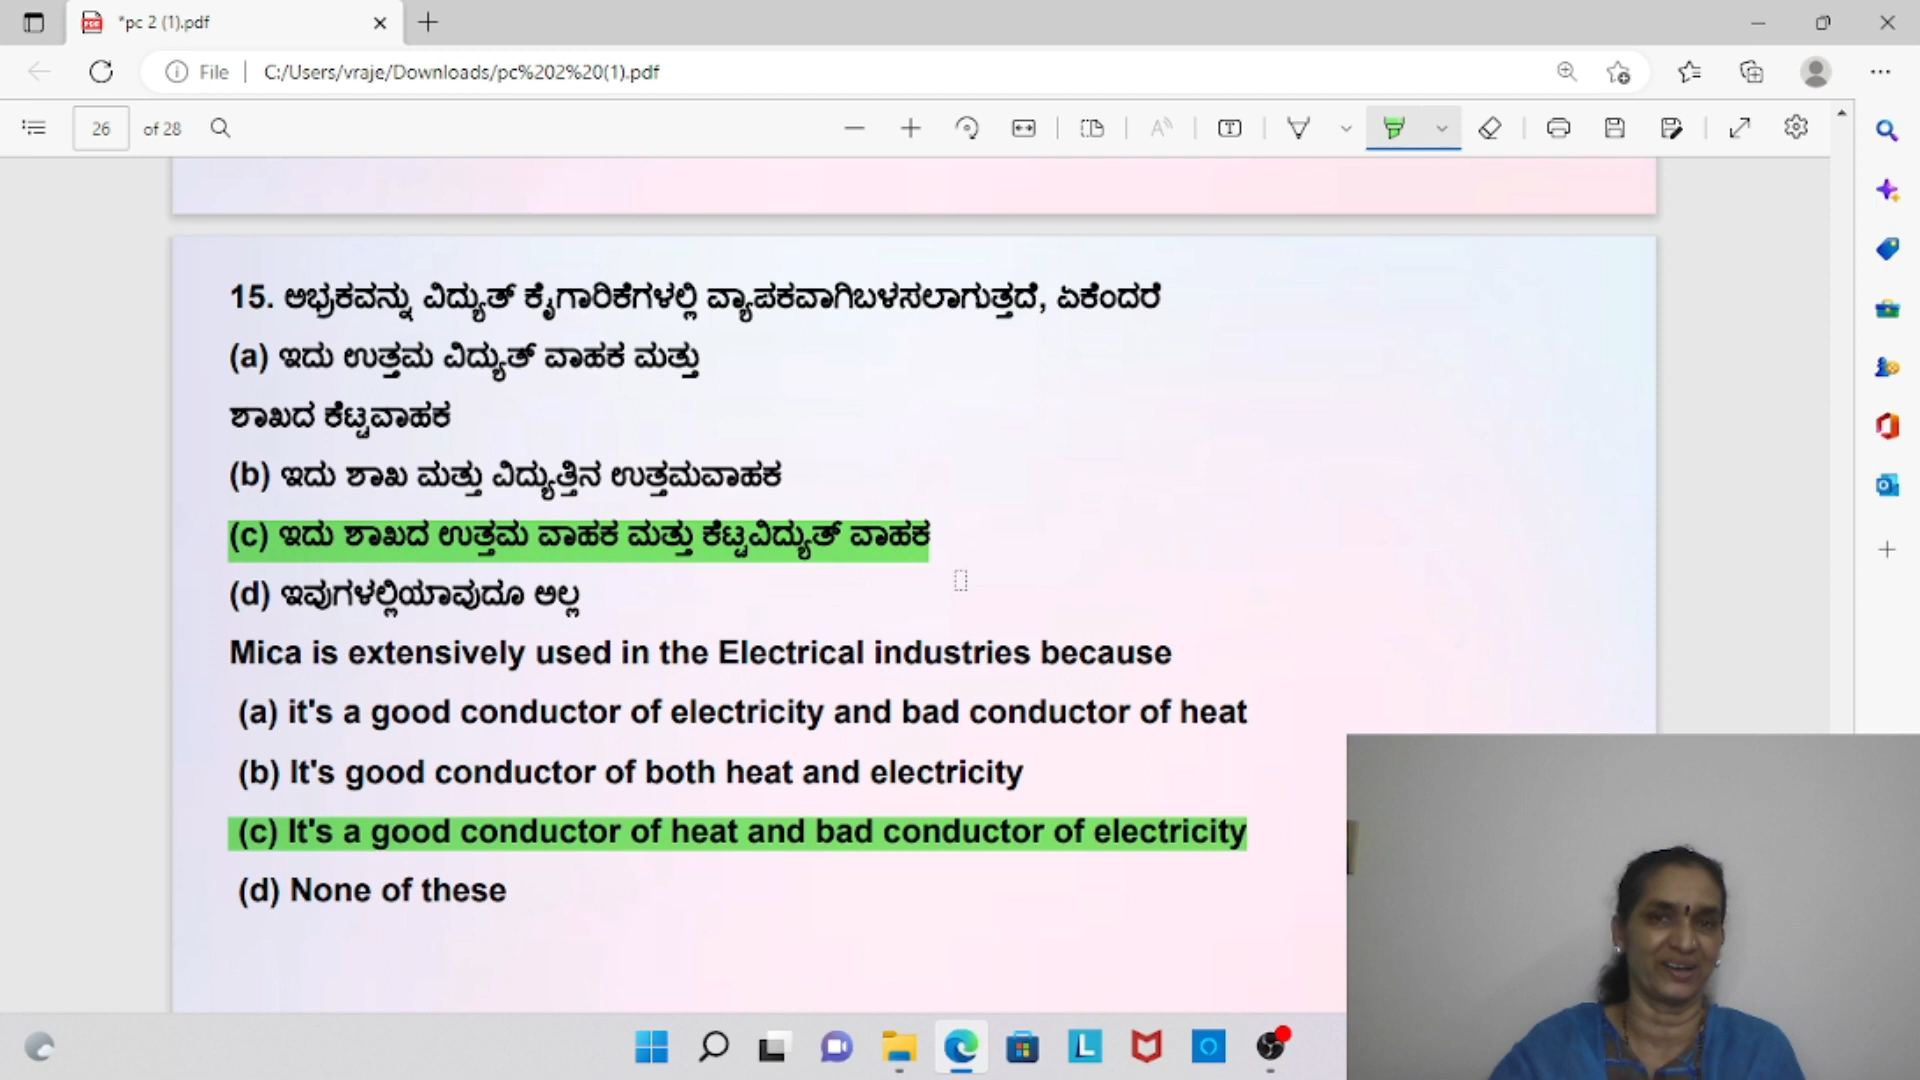 *pc 2 (1).pdf
File
C:/Users/vraje/Downloads/pc%202%20(1).pdf
26 of 28
15. ಅಭ್ರಕವನ್ನು ವಿದ್ಯುತ್ ಕೈಗಾರಿಕೆಗಳಲ್ಲಿ ವ್ಯಾಪಕವಾಗಿಬಳಸಲಾಗುತ್ತದೆ, ಏಕೆಂದರೆ
(a) ಇದು ಉತ್ತಮ ವಿದ್ಯುತ್ ವಾಹಕ ಮತ್ತು
ಶಾಖದ ಕೆಟ್ಟವಾಹಕ
(b) ಇದು ಶಾಖ ಮತ್ತು ವಿದ್ಯುತ್ತಿನ ಉತ್ತಮವಾಹಕ
(c) ಇದು ಶಾಖದ ಉತ್ತಮ ವಾಹಕ ಮತ್ತು ಕೆಟ್ಟವಿದ್ಯುತ್ ವಾಹಕ
(d) ಇವುಗಳಲ್ಲಿಯಾವುದೂ ಅಲ್ಲ
Mica is extensively used in the Electrical industries because
(a) it's a good conductor of electricity and bad conductor of heat
(b) It's good conductor of both heat and electricity
(c) It's a good conductor of heat and bad conductor of electricity
(d) None of these